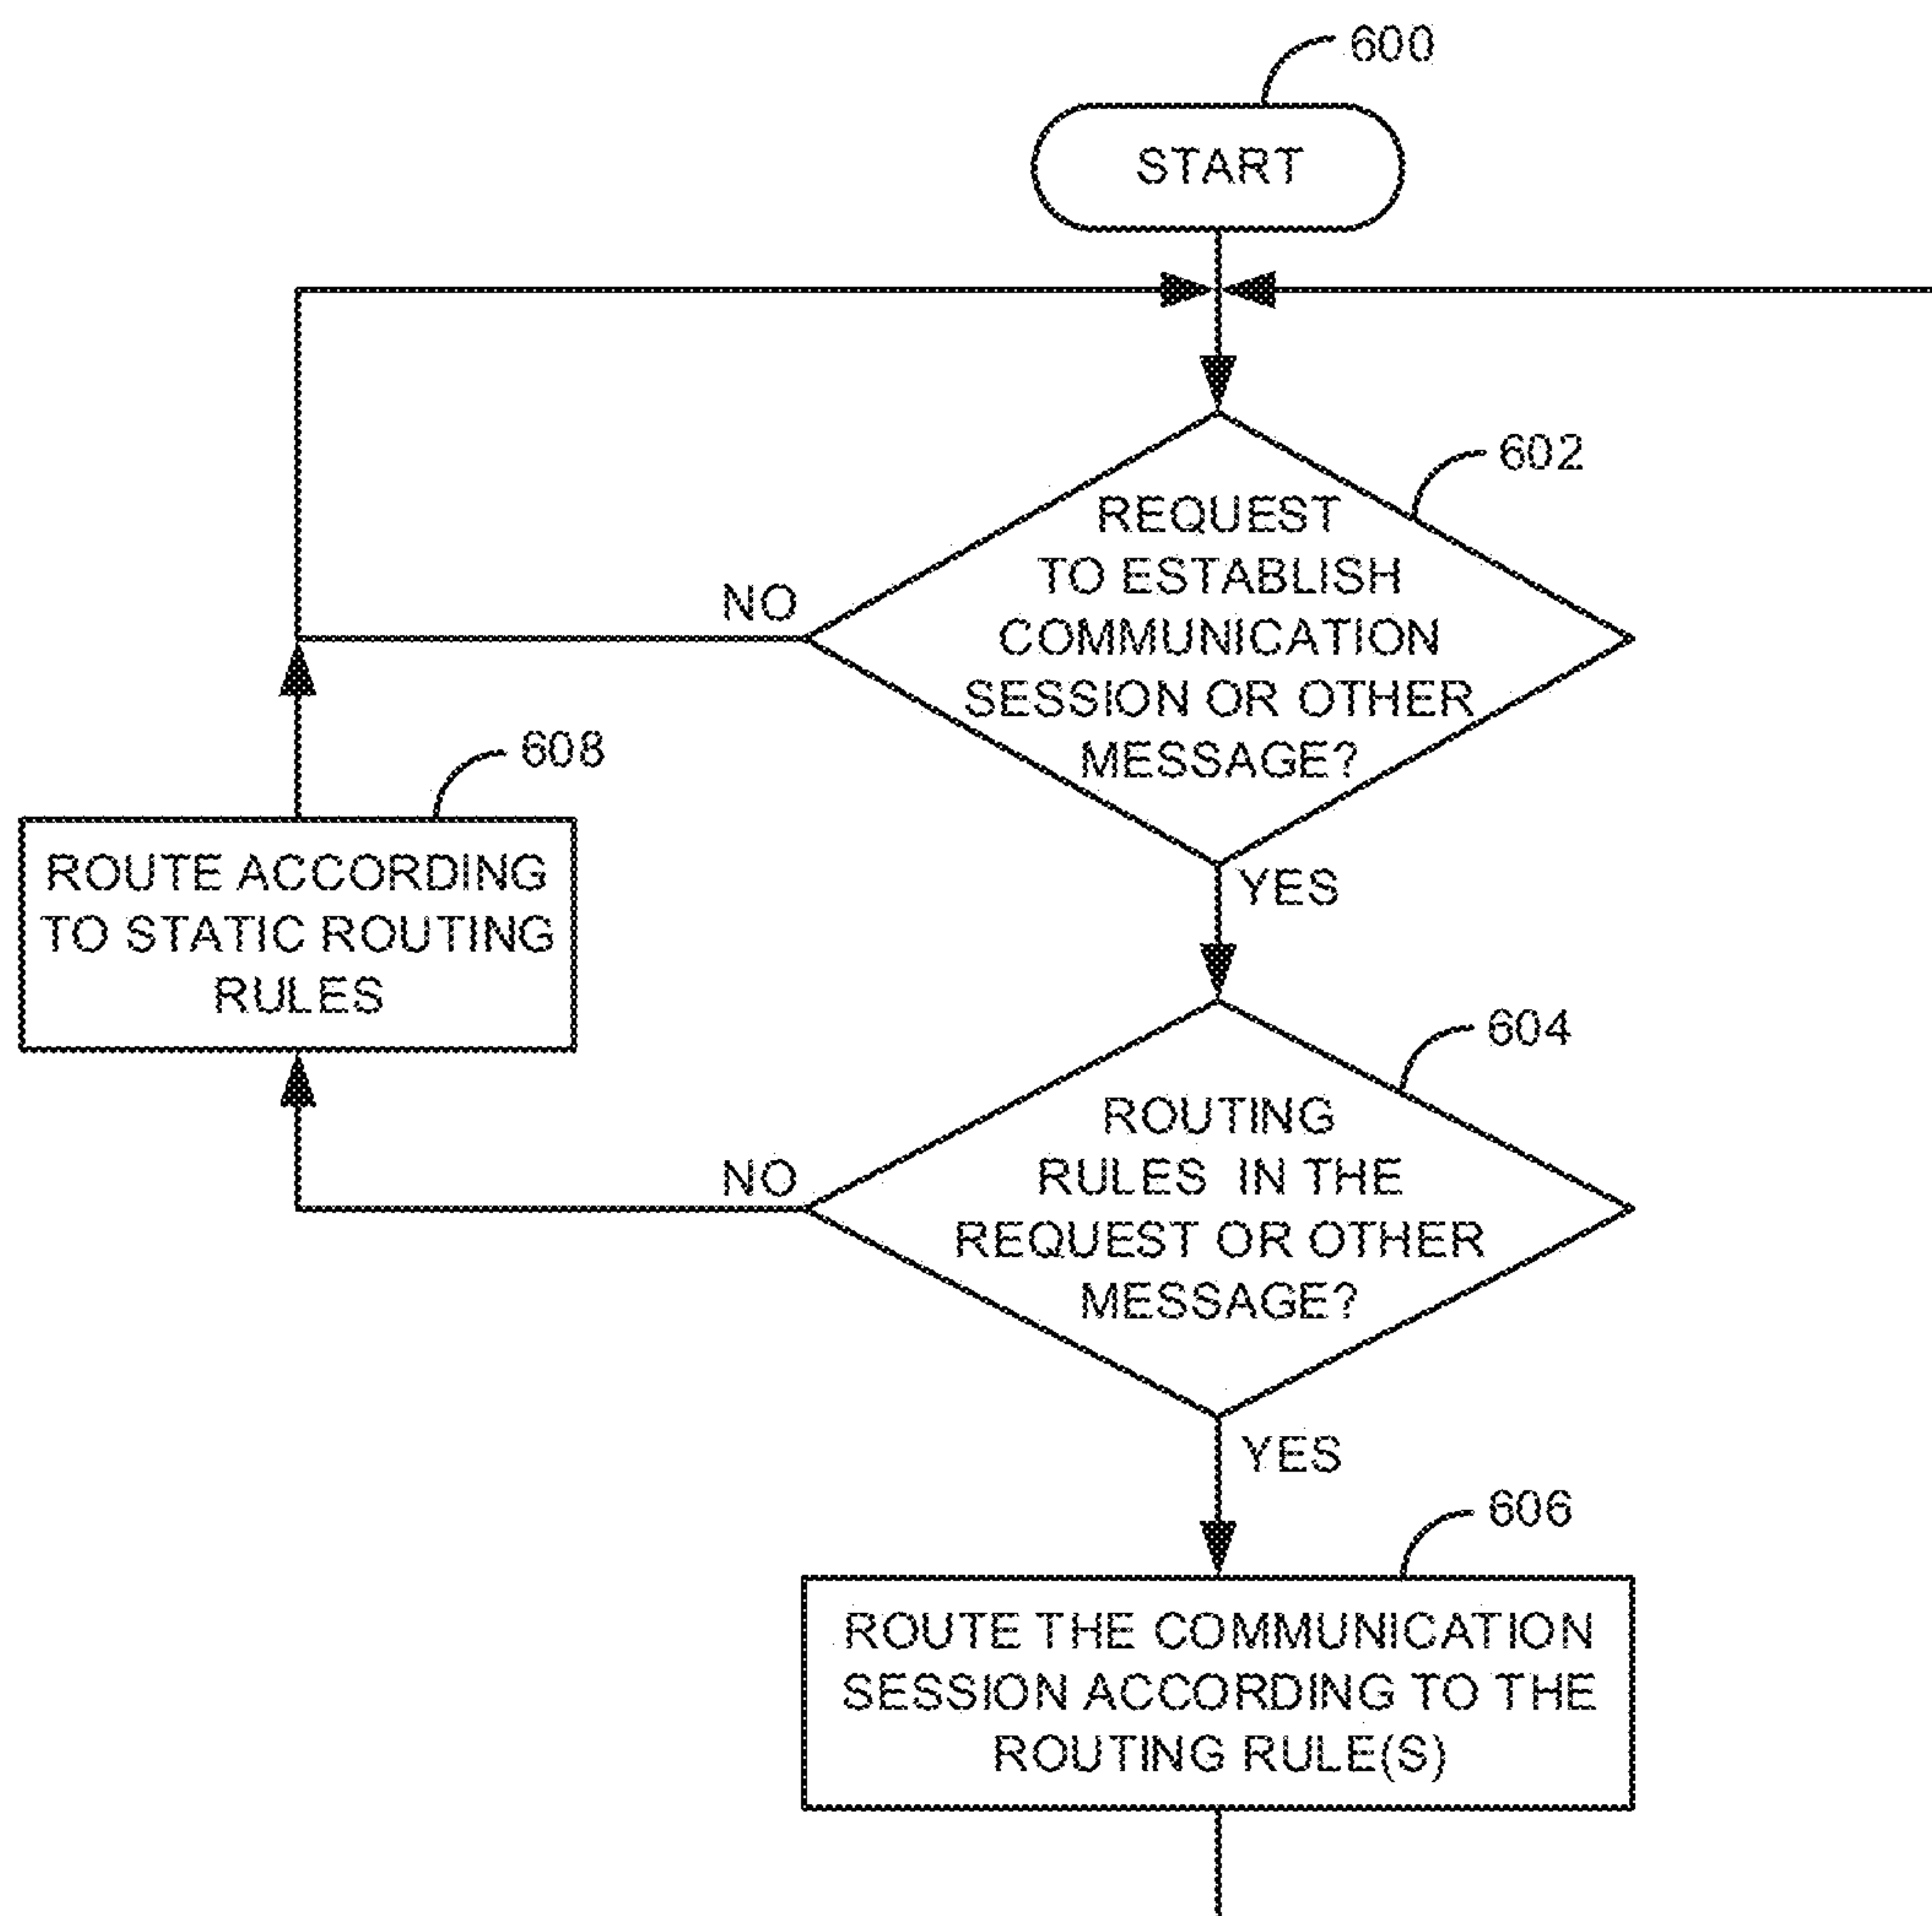 600
START
602
REQUEST
TO ESTABLISH
COMMUNICATION
SESSION OR OTHER
MESSAGE?
NO
YES
608
ROUTE ACCORDING
TO STATIC ROUTING
RULES
604
ROUTING
RULES IN THE
REQUEST OR OTHER
MESSAGE?
NO
YES
606
ROUTE THE COMMUNICATION
SESSION ACCORDING TO THE
ROUTING RULE(S)